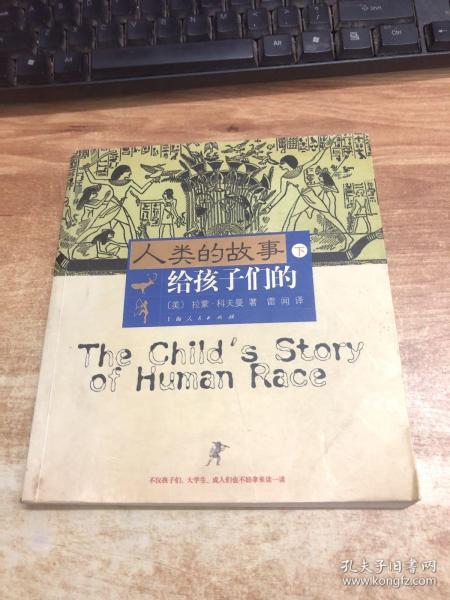 人类的故事 下
给孩子们的
〔美〕 拉蒙·科夫曼 著 雷闻 译
上海人民出版社
The Child's Story
of Human Race
不仅孩子们、大学生、成人们也不妨拿来读一读
孔夫子旧书网
www.kongfz.com